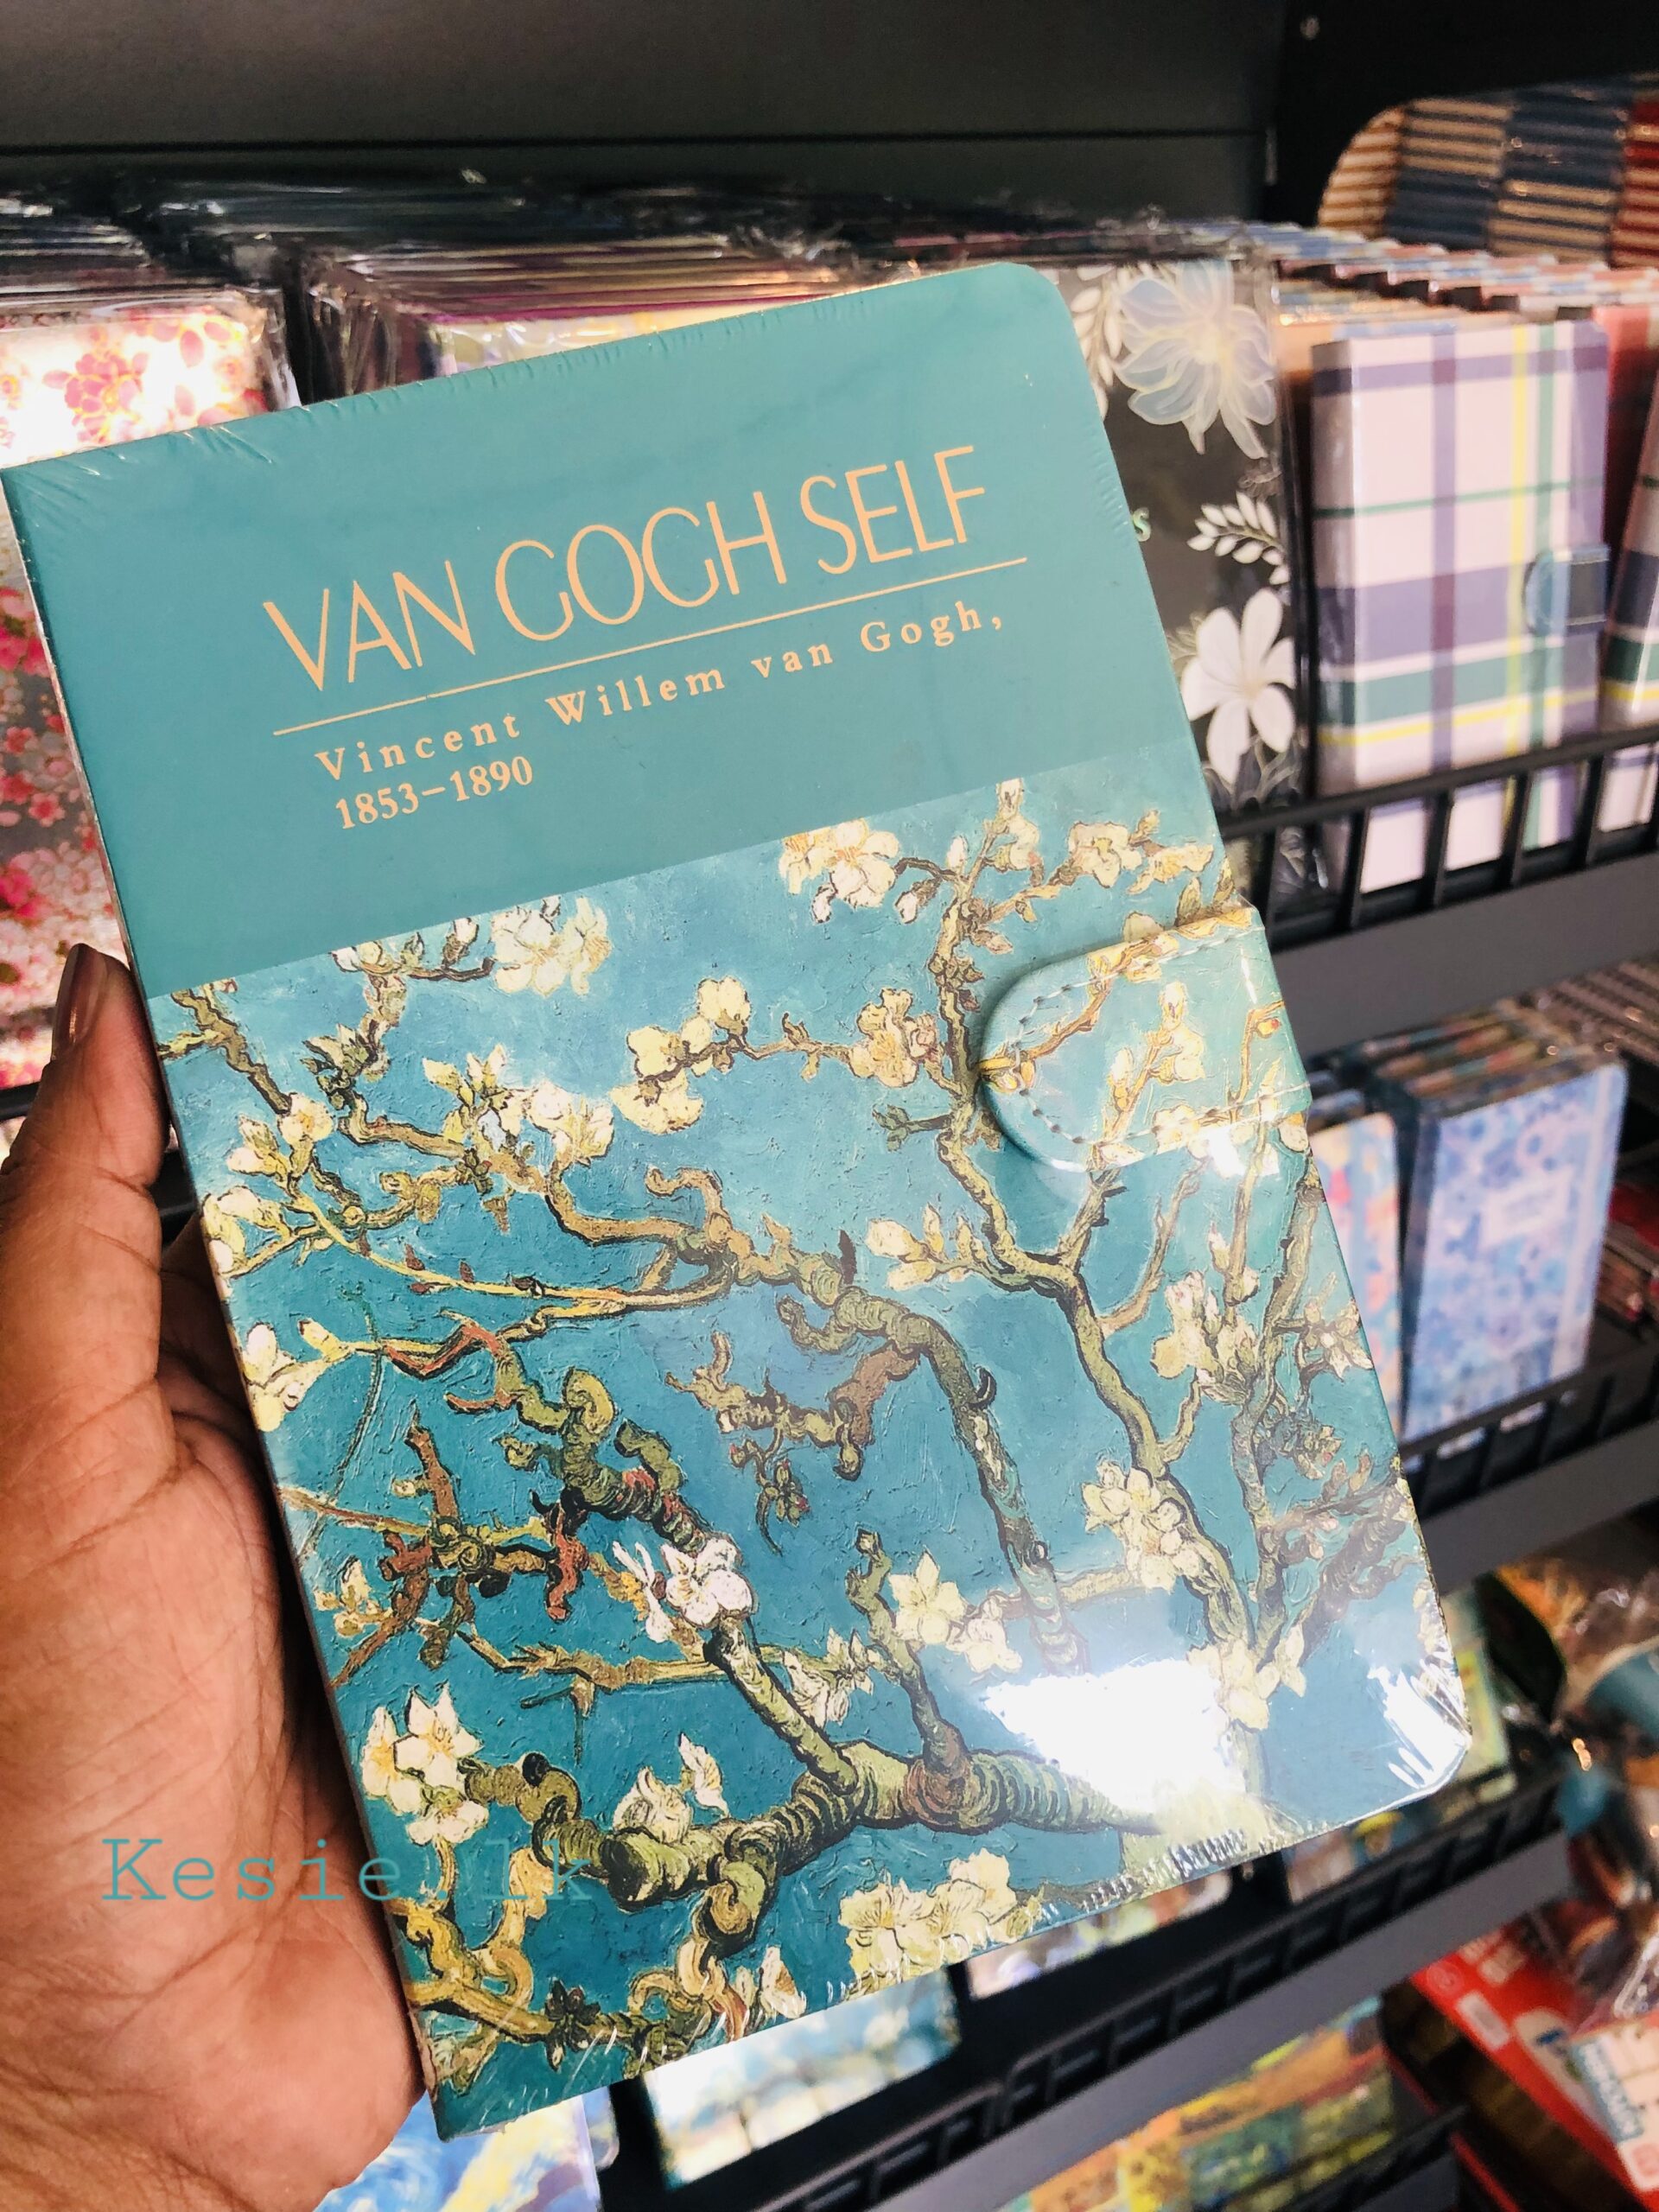 VAN GOGH SELF
Vincent Willem van Gogh,
1853–1890
Kesie.lk